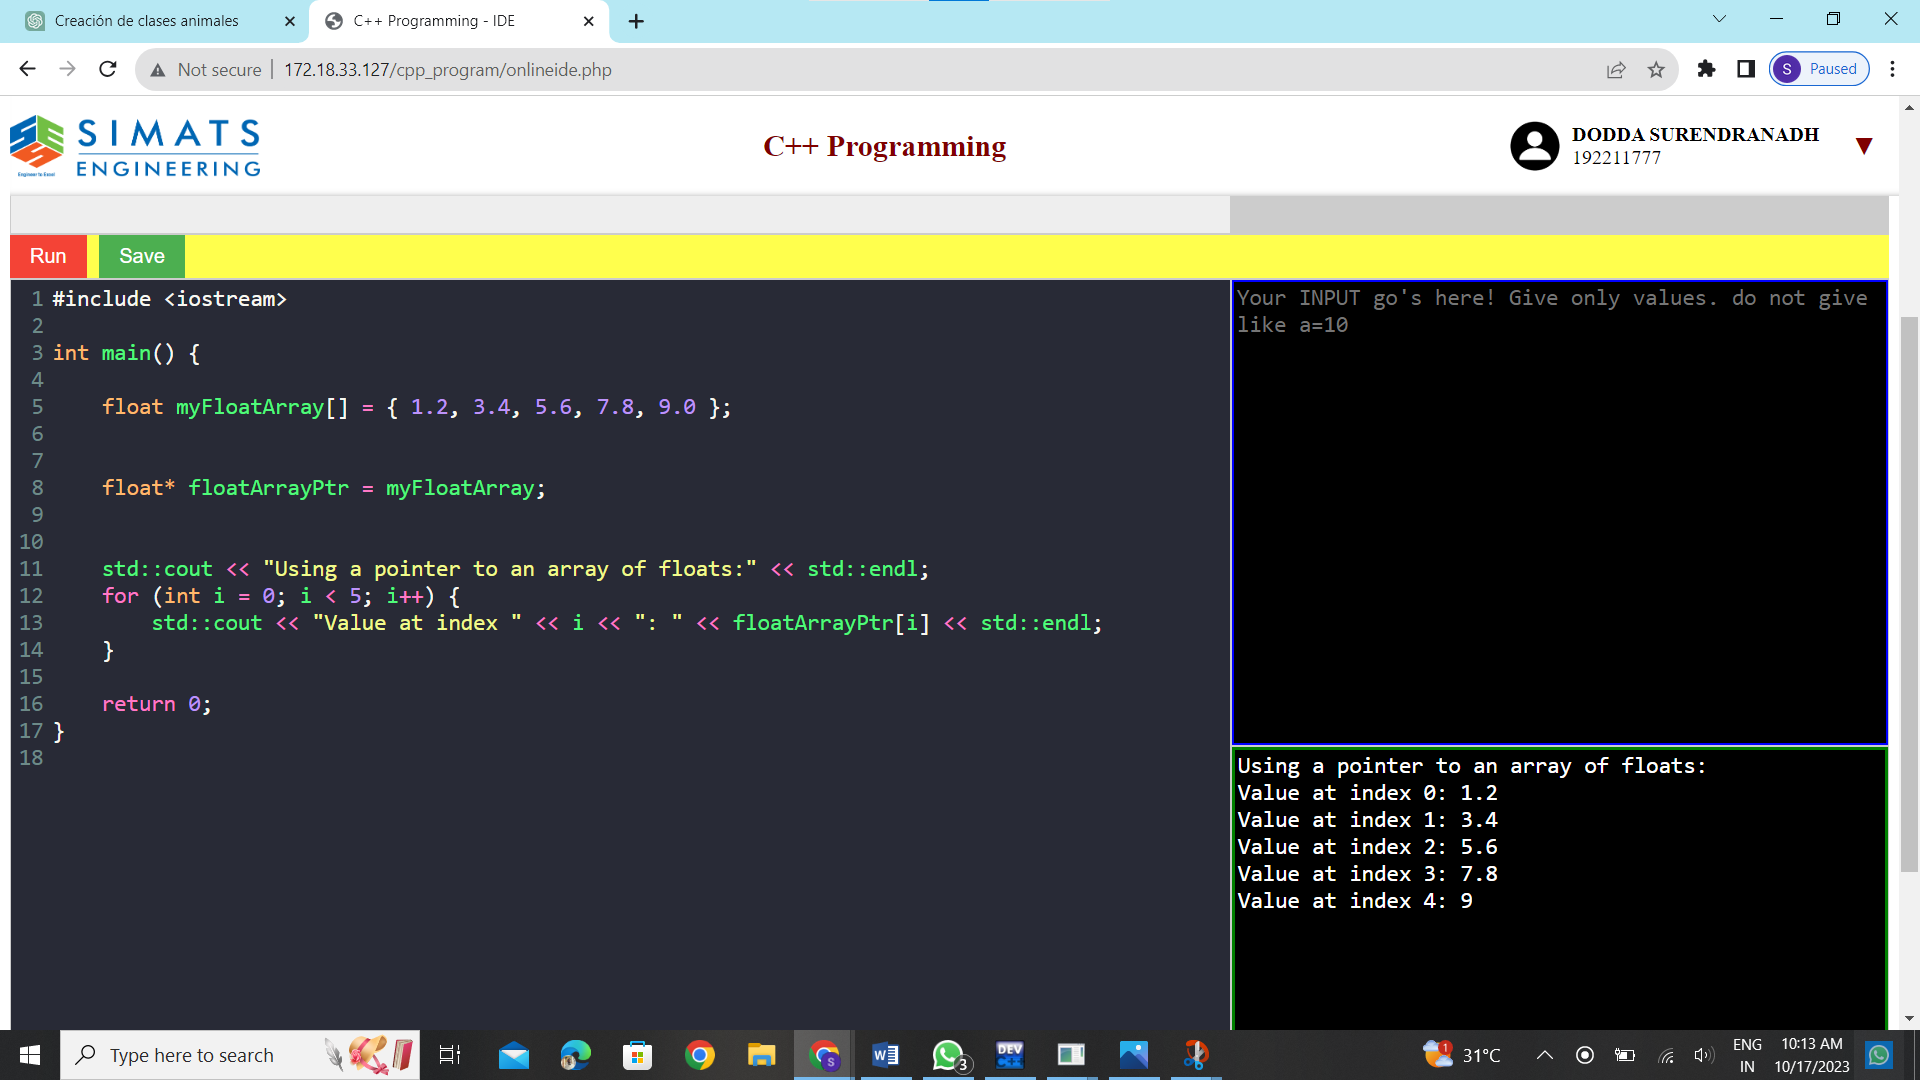 Creación de clases animales
C++ Programming - IDE
Not secure
172.18.33.127/cpp_program/onlineide.php
S
Paused
SIMATS
ENGINEERING
Engineer to Excel
C++ Programming
DODDA SURENDRANADH
192211777
Run
Save
1 #include <iostream>
2
3 int main() {
4
5 float myFloatArray[] = { 1.2, 3.4, 5.6, 7.8, 9.0 };
6
7
8 float* floatArrayPtr = myFloatArray;
9
10
11 std::cout << "Using a pointer to an array of floats:" << std::endl;
12 for (int i = 0; i < 5; i++) {
13 std::cout << "Value at index " << i << ": " << floatArrayPtr[i] << std::endl;
14 }
15
16 return 0;
17 }
18
Your INPUT go's here! Give only values. do not give
like a=10
Using a pointer to an array of floats:
Value at index 0: 1.2
Value at index 1: 3.4
Value at index 2: 5.6
Value at index 3: 7.8
Value at index 4: 9
Type here to search
S
W
3
DEV
C++
1
31°C
ENG
IN
10:13 AM
10/17/2023